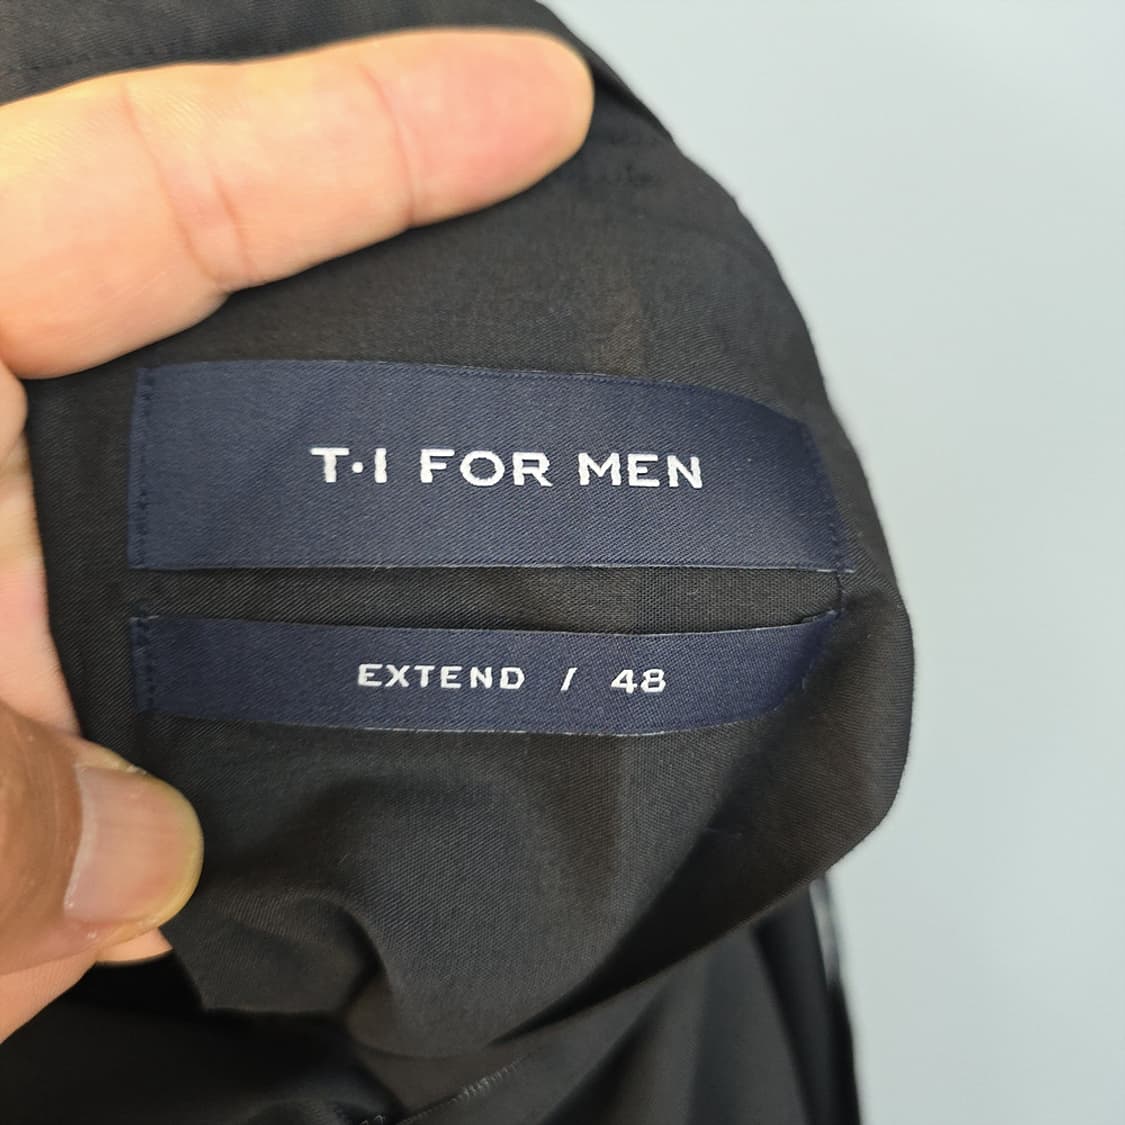 T·I FOR MEN
EXTEND / 48